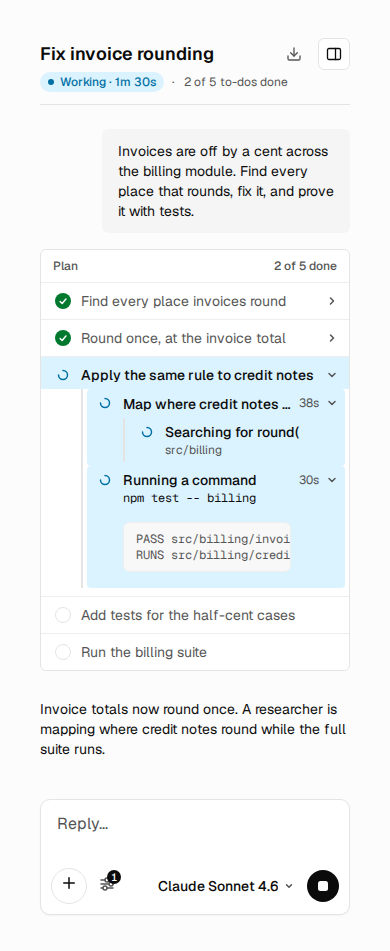 Fix invoice rounding
Working · 1m 30s · 2 of 5 to-dos done
Invoices are off by a cent across
the billing module. Find every
place that rounds, fix it, and prove
it with tests.
Plan 2 of 5 done
Find every place invoices round
Round once, at the invoice total
Apply the same rule to credit notes
Map where credit notes ... 38s
Searching for round(
src/billing
Running a command 30s
npm test -- billing
PASS src/billing/invoi
RUNS src/billing/credi
Add tests for the half-cent cases
Run the billing suite
Invoice totals now round once. A researcher is
mapping where credit notes round while the full
suite runs.
Reply...
1
Claude Sonnet 4.6